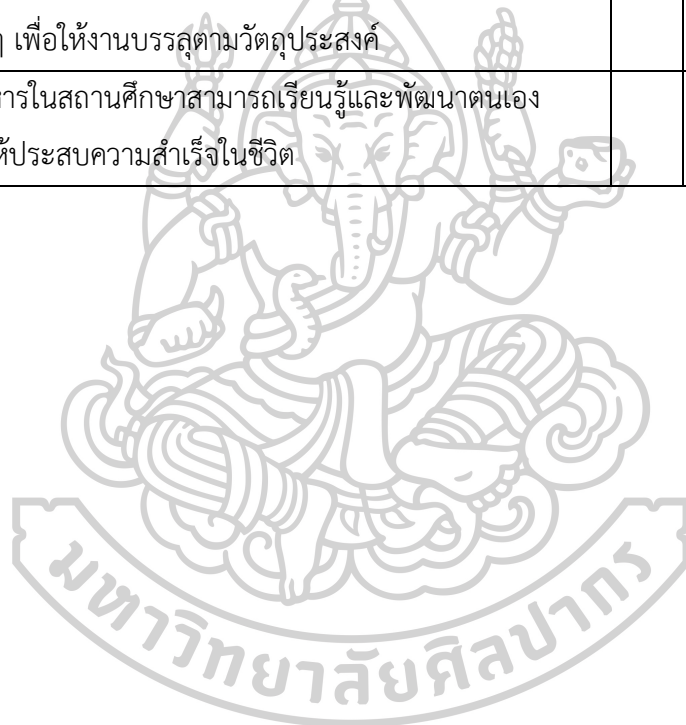 ๆ เพื่อให้งานบรรลุตามวัตถุประสงค์
ารในสถานศึกษาสามารถเรียนรู้และพัฒนาตนเอง
ห้ประสบความสำเร็จในชีวิต
มหาวิทยาลัยศิลปากร